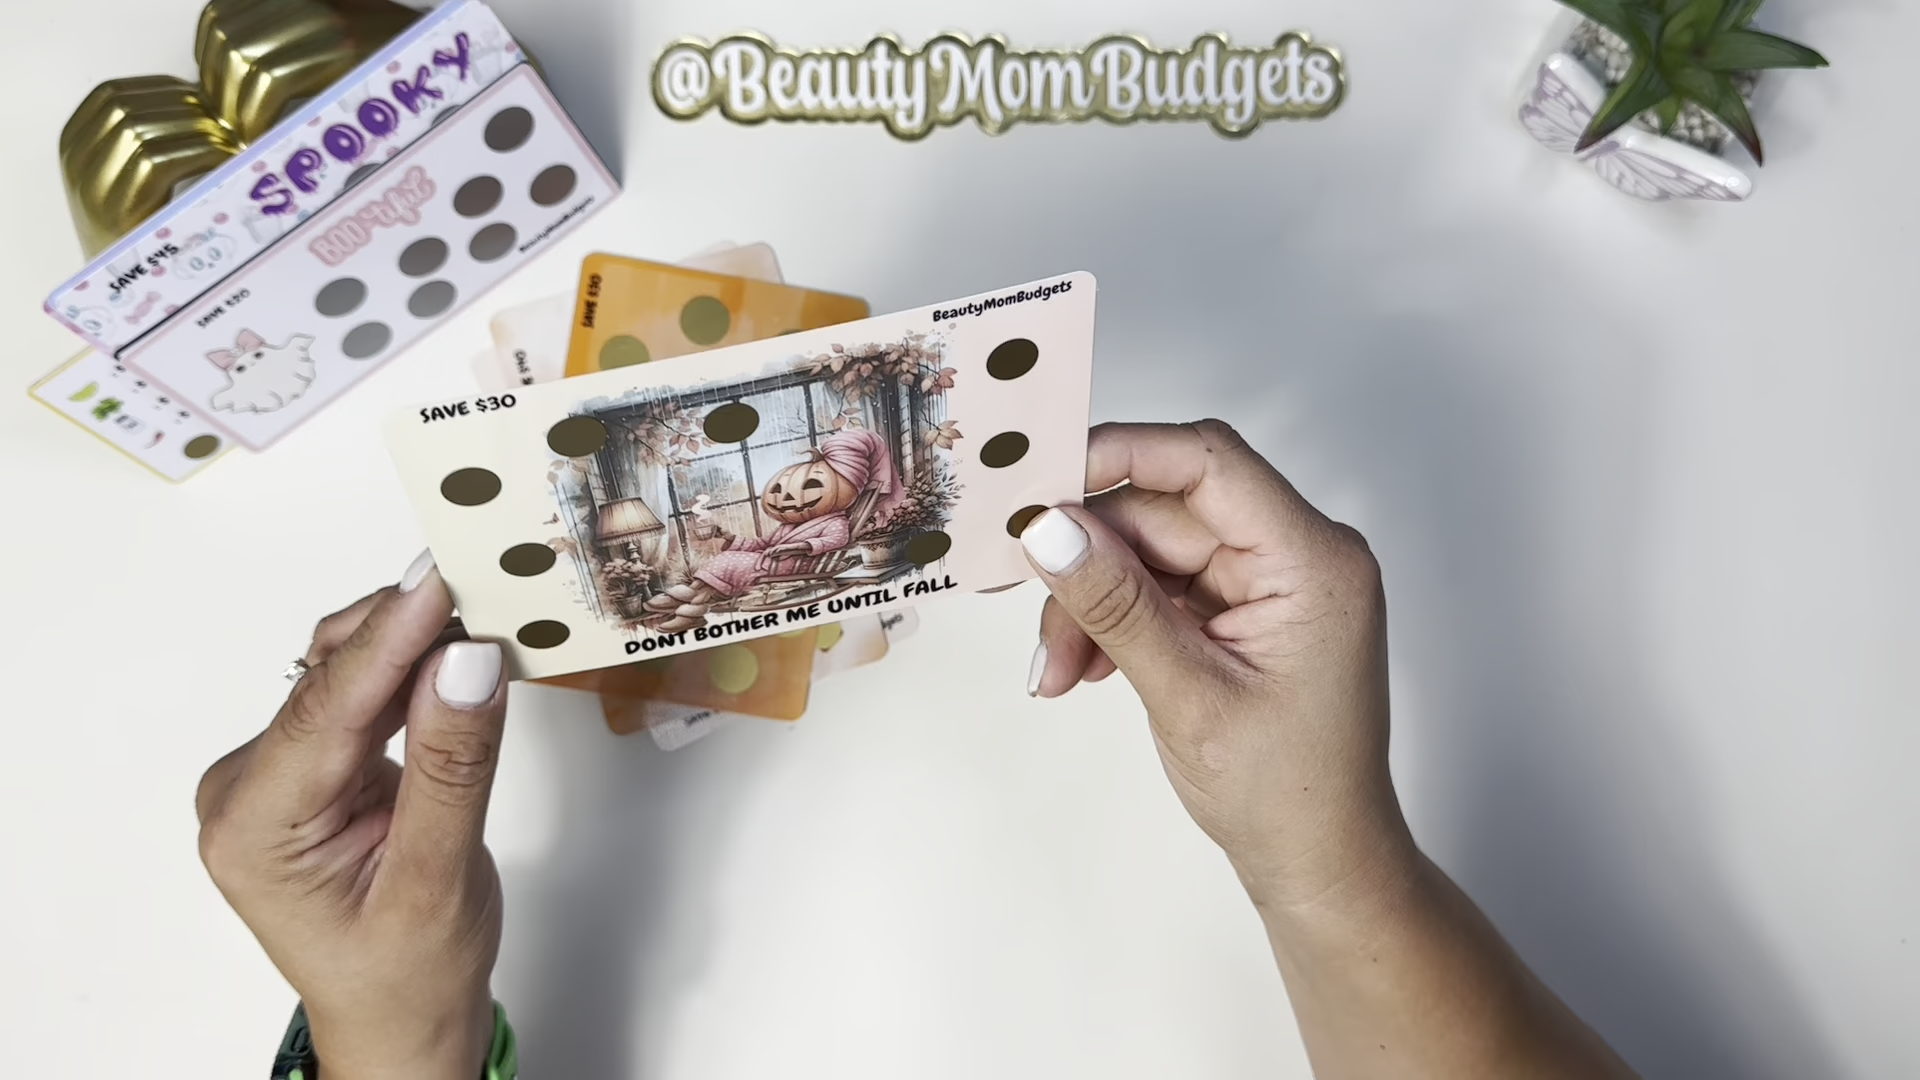 @BeautyMomBudgets
SPOOKY
SAVE $45
BOO-tiful
SAVE $20
BeautyMomBudgets
BeautyMomBudgets
SAVE $30
DONT BOTHER ME UNTIL FALL